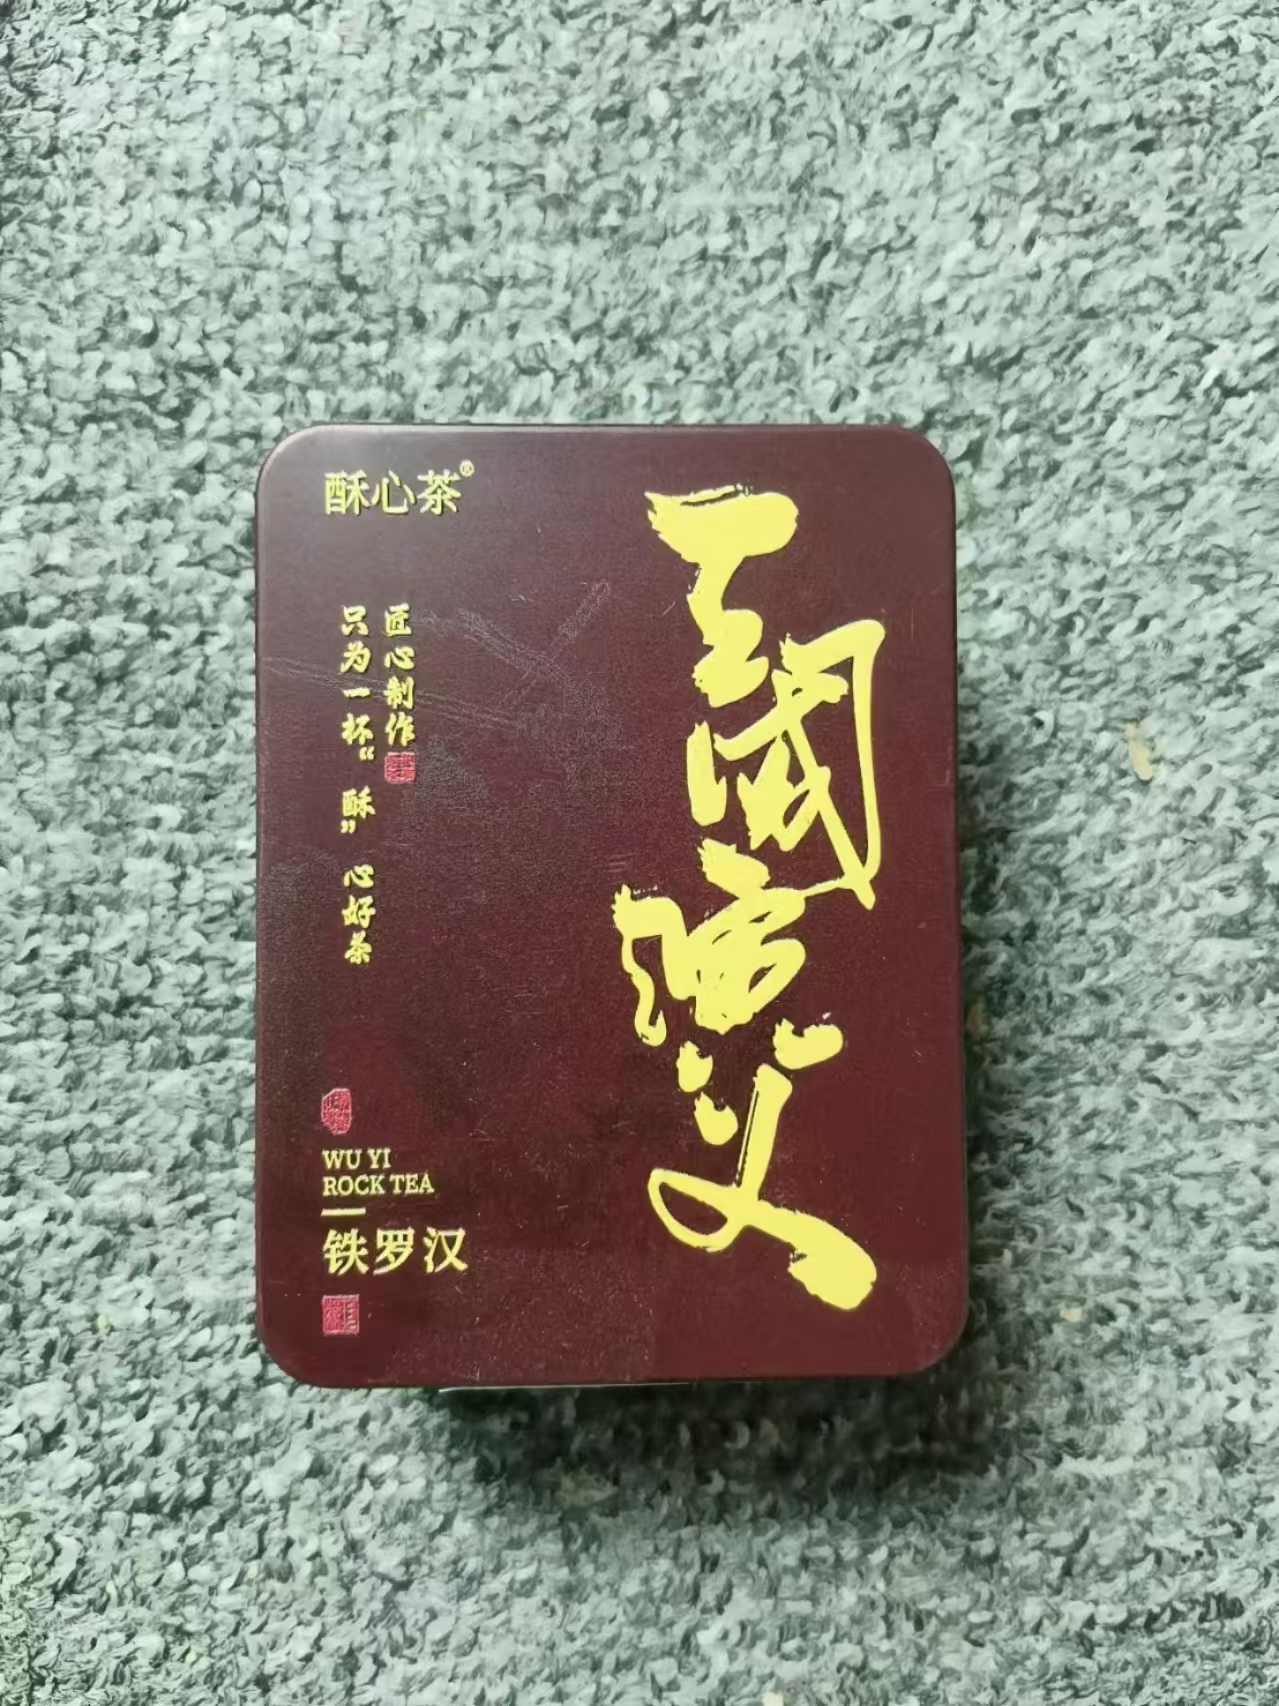 酥心茶®
三國演义
匠心制作
只为一杯“酥”心好茶
WU YI
ROCK TEA
铁罗汉